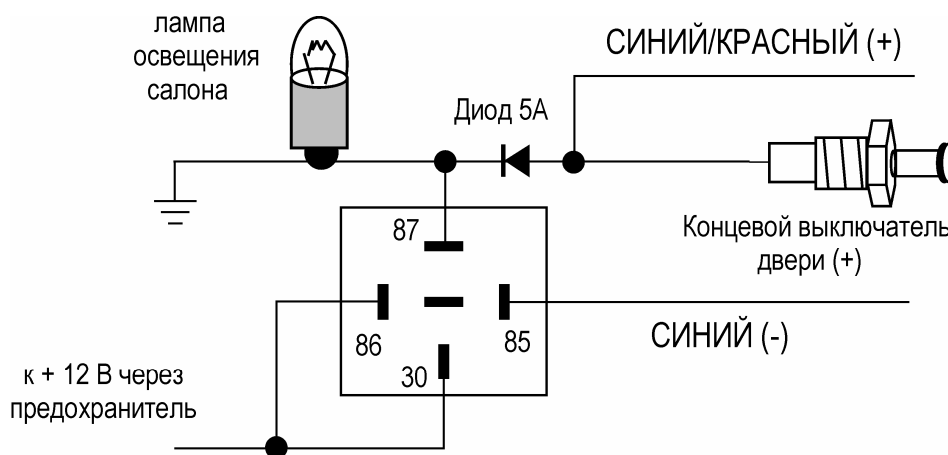 лампа
освещения
салона
СИНИЙ/КРАСНЫЙ (+)
Диод 5А
Концевой выключатель
двери (+)
87
86
85
30
СИНИЙ (-)
к + 12 В через
предохранитель